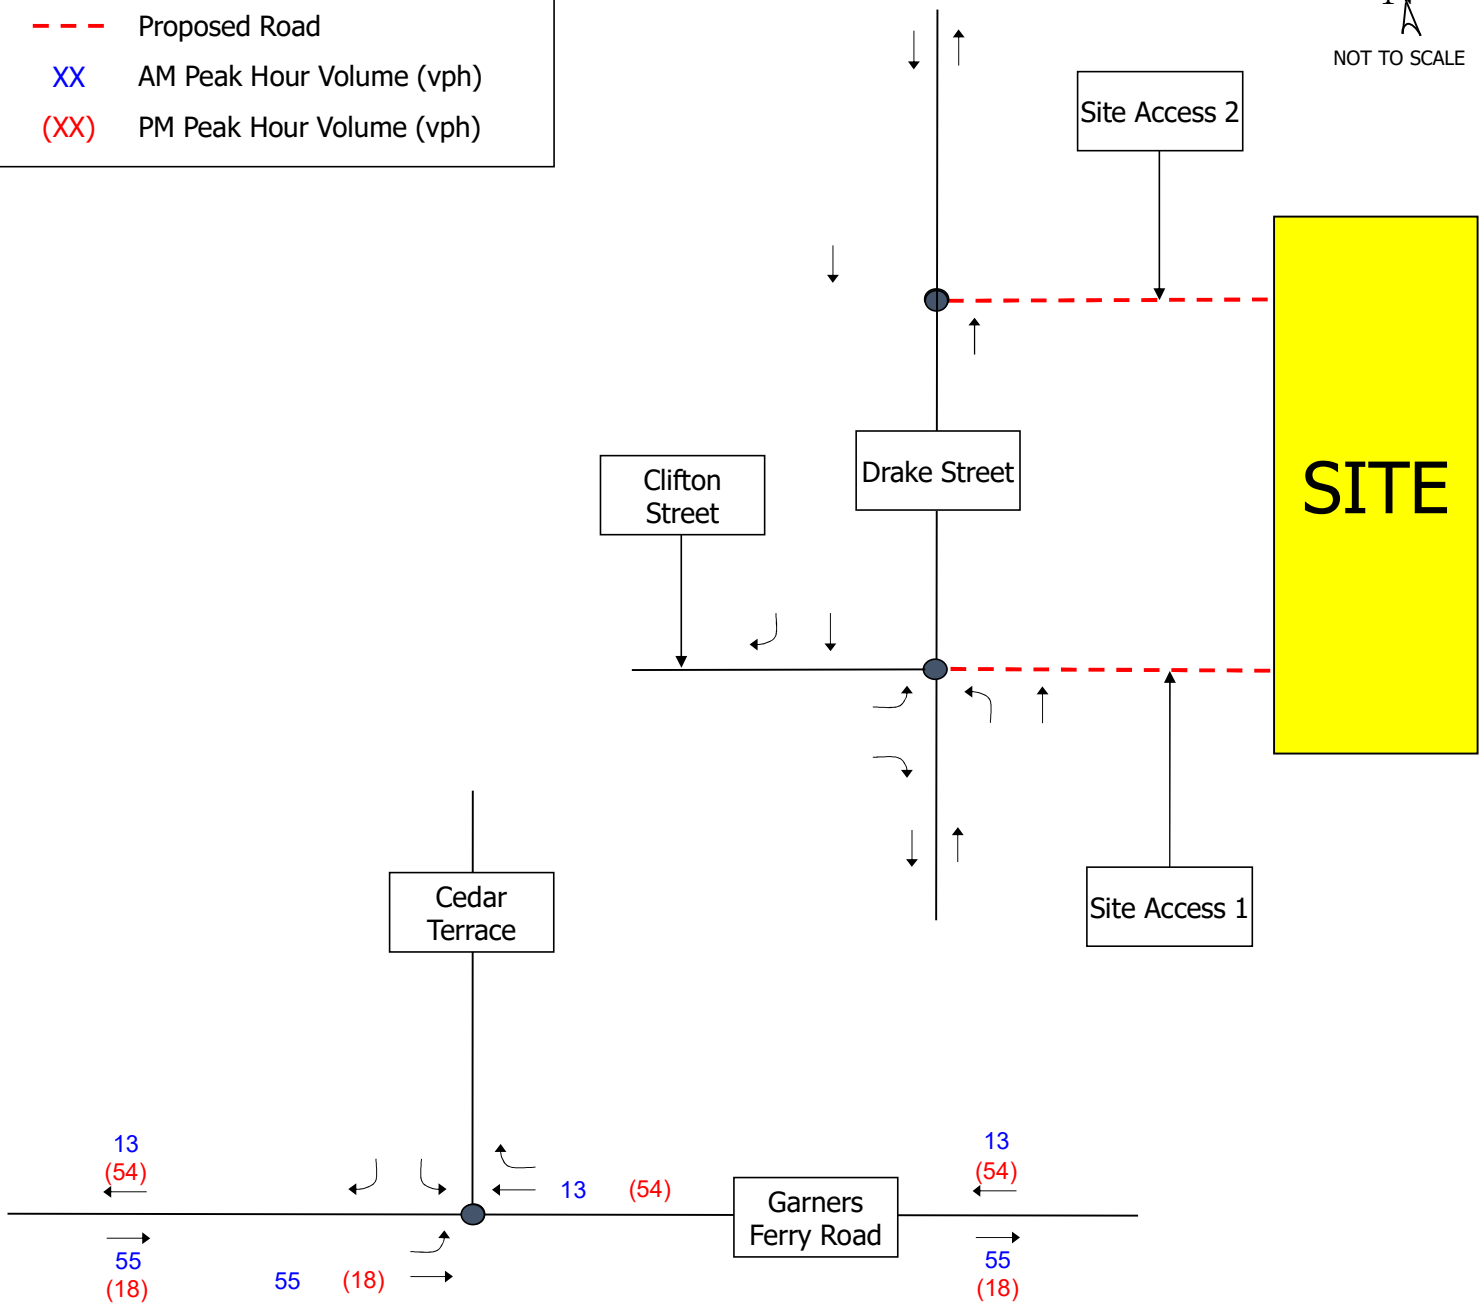 Proposed Road
XX AM Peak Hour Volume (vph)
(XX) PM Peak Hour Volume (vph)
NOT TO SCALE
Site Access 2
SITE
Drake Street
Clifton
Street
Site Access 1
Cedar
Terrace
13
(54)
55
(18)
55 (18)
13 (54)
Garners
Ferry Road
13
(54)
55
(18)